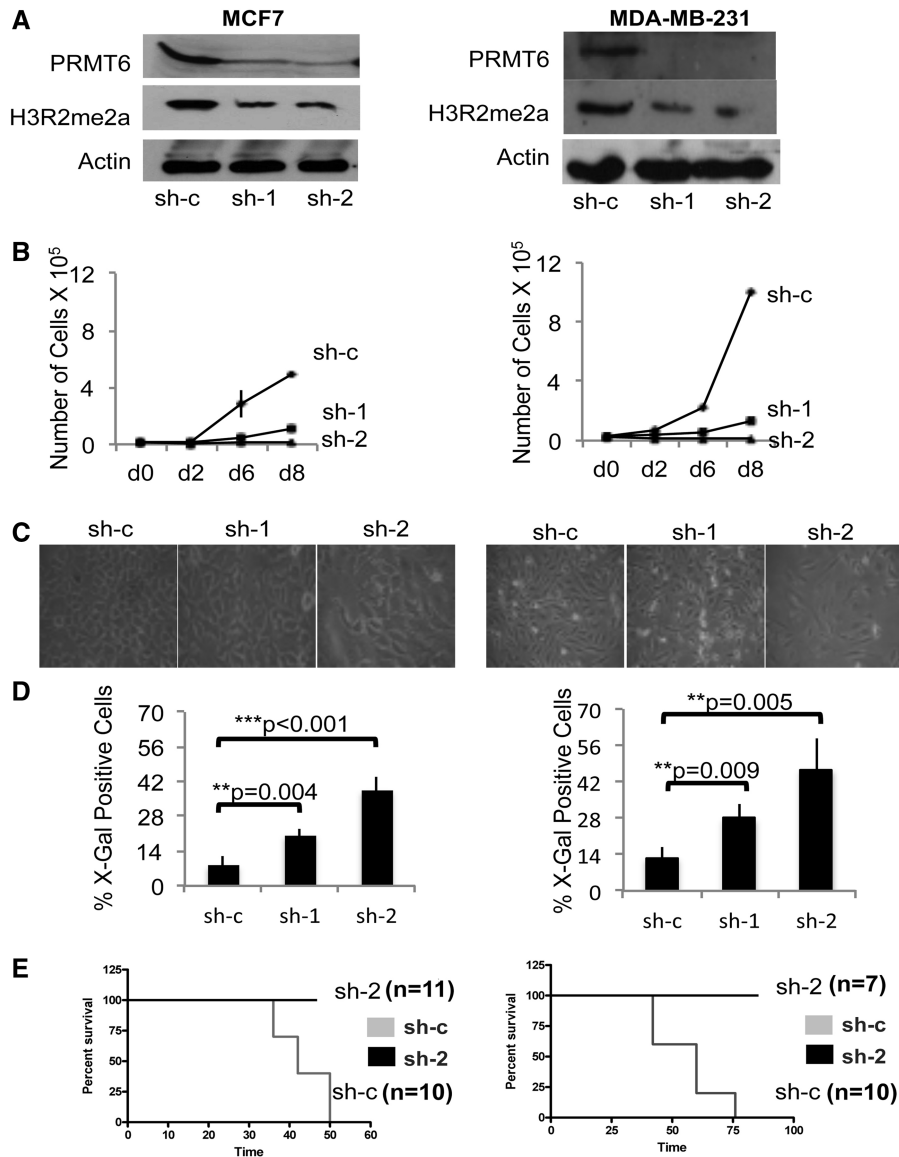 A
MCF7
MDA-MB-231
PRMT6
H3R2me2a
Actin
sh-c sh-1 sh-2
PRMT6
H3R2me2a
Actin
sh-c sh-1 sh-2
B
Number of Cells X 10⁵
12
8
4
0
d0 d2 d6 d8
sh-c
sh-1
sh-2
Number of Cells X 10⁵
12
8
4
0
d0 d2 d6 d8
sh-c
sh-1
sh-2
C
sh-c sh-1 sh-2
sh-c sh-1 sh-2
D
% X-Gal Positive Cells
70
56
42
28
14
0
***p<0.001
**p=0.004
sh-c sh-1 sh-2
% X-Gal Positive Cells
70
56
42
28
14
0
**p=0.005
**p=0.009
sh-c sh-1 sh-2
E
Percent survival
125
100
75
50
25
0
0 10 20 30 40 50 60
Time
sh-2 (n=11)
sh-c
sh-2
sh-c (n=10)
Percent survival
125
100
75
50
25
0
0 25 50 75 100
Time
sh-2 (n=7)
sh-c
sh-2
sh-c (n=10)